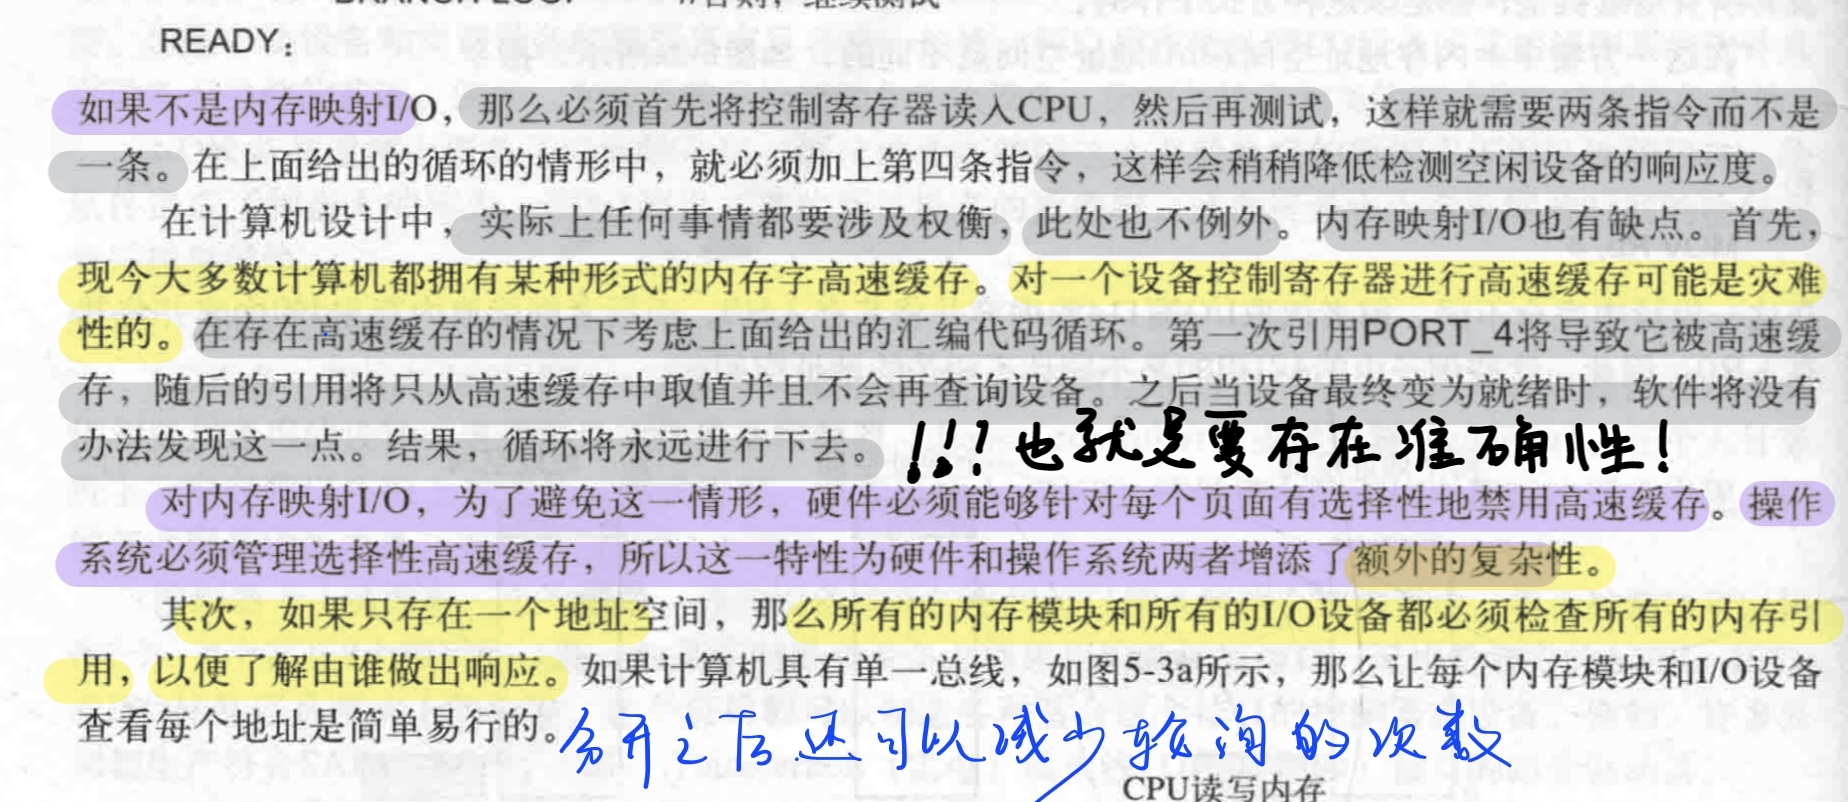 READY：
如果不是内存映射I/O，那么必须首先将控制寄存器读入CPU，然后再测试，这样就需要两条指令而不是
一条。在上面给出的循环的情形中，就必须加上第四条指令，这样会稍稍降低检测空闲设备的响应度。
在计算机设计中，实际上任何事情都要涉及权衡，此处也不例外。内存映射I/O也有缺点。首先，
现今大多数计算机都拥有某种形式的内存字高速缓存。对一个设备控制寄存器进行高速缓存可能是灾难
性的。在存在高速缓存的情况下考虑上面给出的汇编代码循环。第一次引用PORT_4将导致它被高速缓
存，随后的引用将只从高速缓存中取值并且不会再查询设备。之后当设备最终变为就绪时，软件将没有
办法发现这一点。结果，循环将永远进行下去。!!! 也就是要存在准确性!
对内存映射I/O，为了避免这一情形，硬件必须能够针对每个页面有选择性地禁用高速缓存。操作
系统必须管理选择性高速缓存，所以这一特性为硬件和操作系统两者增添了额外的复杂性。
其次，如果只存在一个地址空间，那么所有的内存模块和所有的I/O设备都必须检查所有的内存引
用，以便了解由谁做出响应。如果计算机具有单一总线，如图5-3a所示，那么让每个内存模块和I/O设备
查看每个地址是简单易行的。分开之后还可以减少轮询的次数
CPU读写内存